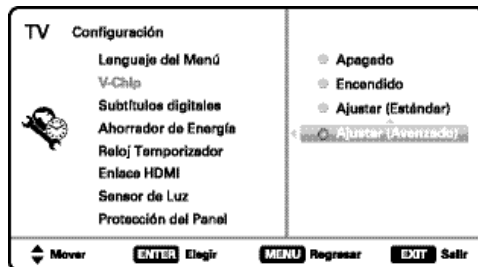 TV Configuración
Lenguaje del Menú
V-Chip
Subtítulos digitales
Ahorrador de Energía
Reloj Temporizador
Enlace HDMI
Sensor de Luz
Protección del Panel
Apagado
Encendido
Ajustar (Estándar)
Ajustar (Avanzado)
Mover ENTER Elegir MENU Regresar EXIT Salir